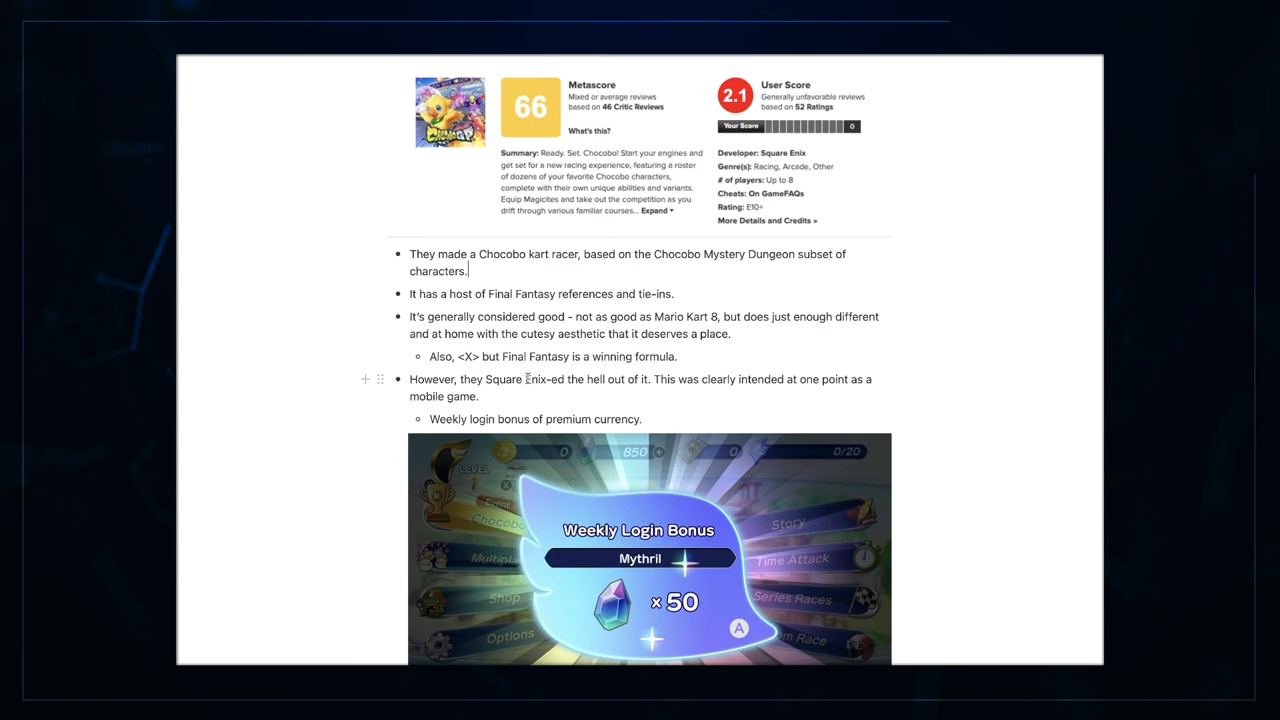 Chocobo GP
66
Metascore
Mixed or average reviews
based on 46 Critic Reviews
What's this?
Summary: Ready. Set. Chocobo! Start your engines and
get set for a new racing experience, featuring a roster
of dozens of your favorite Chocobo characters,
complete with their own unique abilities and variants.
Equip Magicites and take out the competition as you
drift through various familiar courses... Expand
2.1
User Score
Generally unfavorable reviews
based on 52 Ratings
Your Score 0
Developer: Square Enix
Genre(s): Racing, Arcade, Other
# of players: Up to 8
Cheats: On GameFAQs
Rating: E10+
More Details and Credits »
They made a Chocobo kart racer, based on the Chocobo Mystery Dungeon subset of
characters.
It has a host of Final Fantasy references and tie-ins.
It's generally considered good - not as good as Mario Kart 8, but does just enough different
and at home with the cutesy aesthetic that it deserves a place.
Also, <X> but Final Fantasy is a winning formula.
However, they Square Enix-ed the hell out of it. This was clearly intended at one point as a
mobile game.
Weekly login bonus of premium currency.
0 850 0 0/20
LEVEL
1
X
Chocobo
Multipla
Shop
Options
Weekly Login Bonus
Mythril
× 50
A
Story
Time Attack
Series Races
om Race